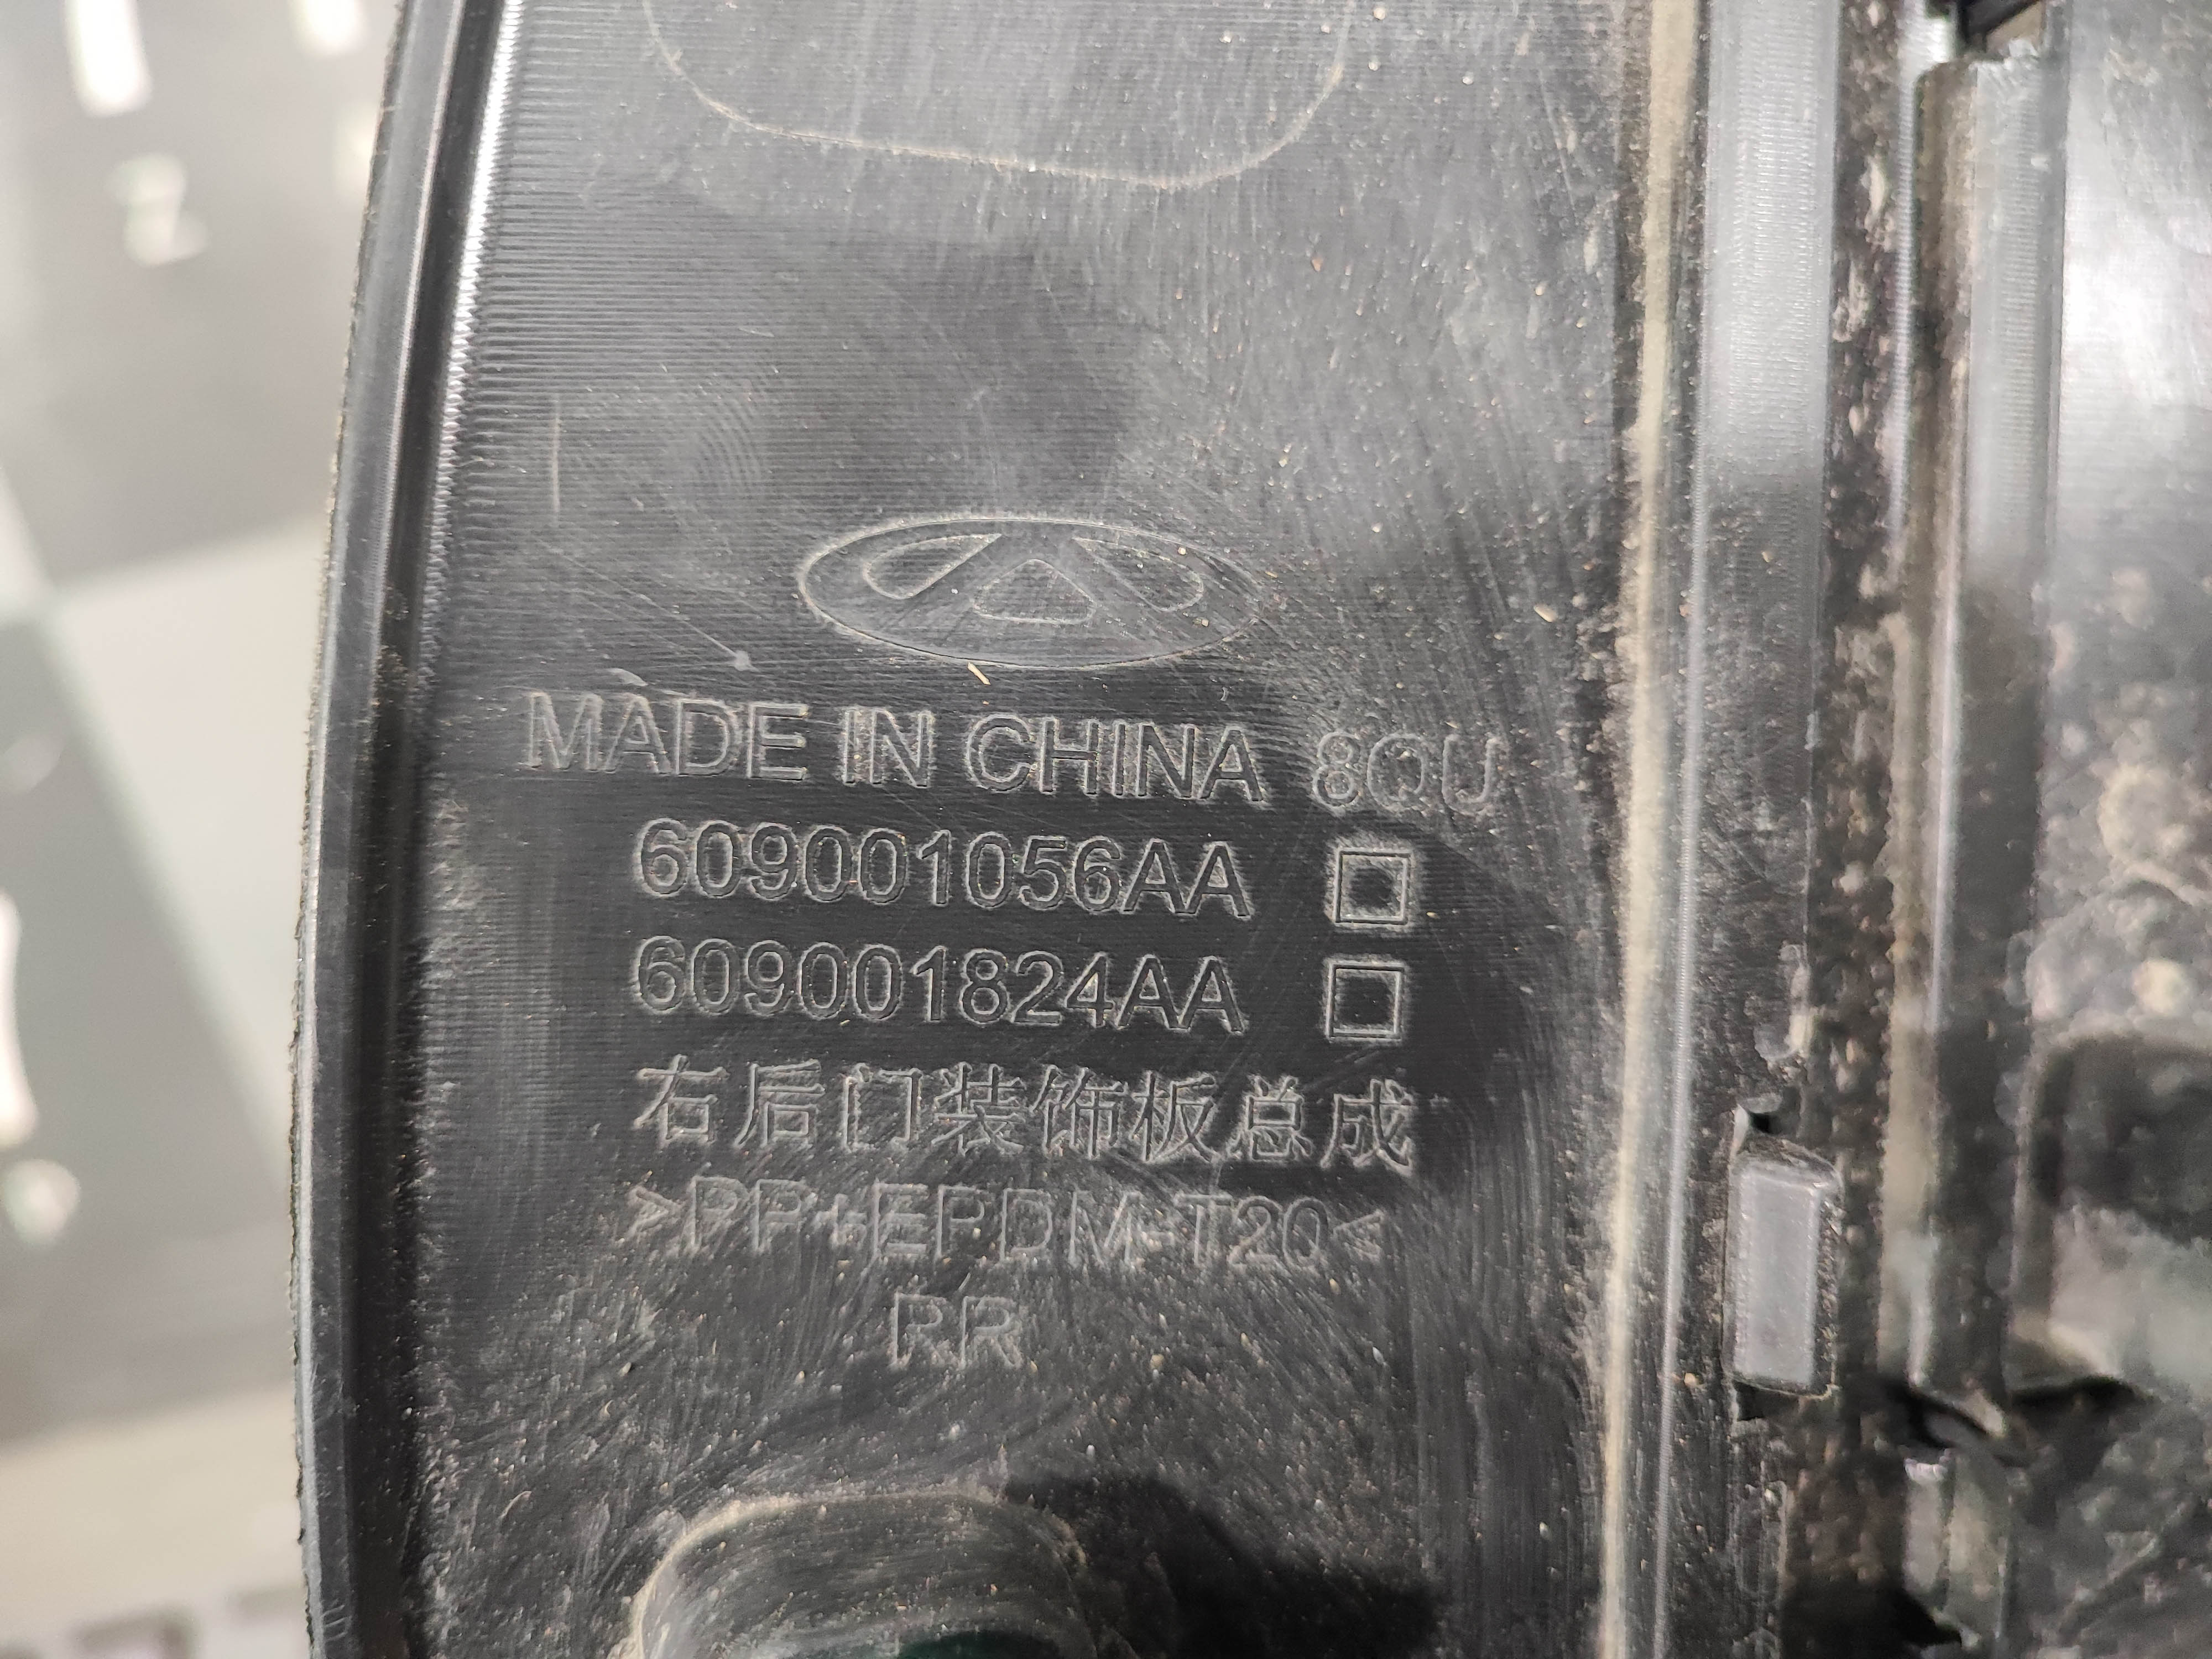 MADE IN CHINA 8QU
609001056AA □
609001824AA □
右后门装饰板总成
>PP+EPDM-T20<
RR